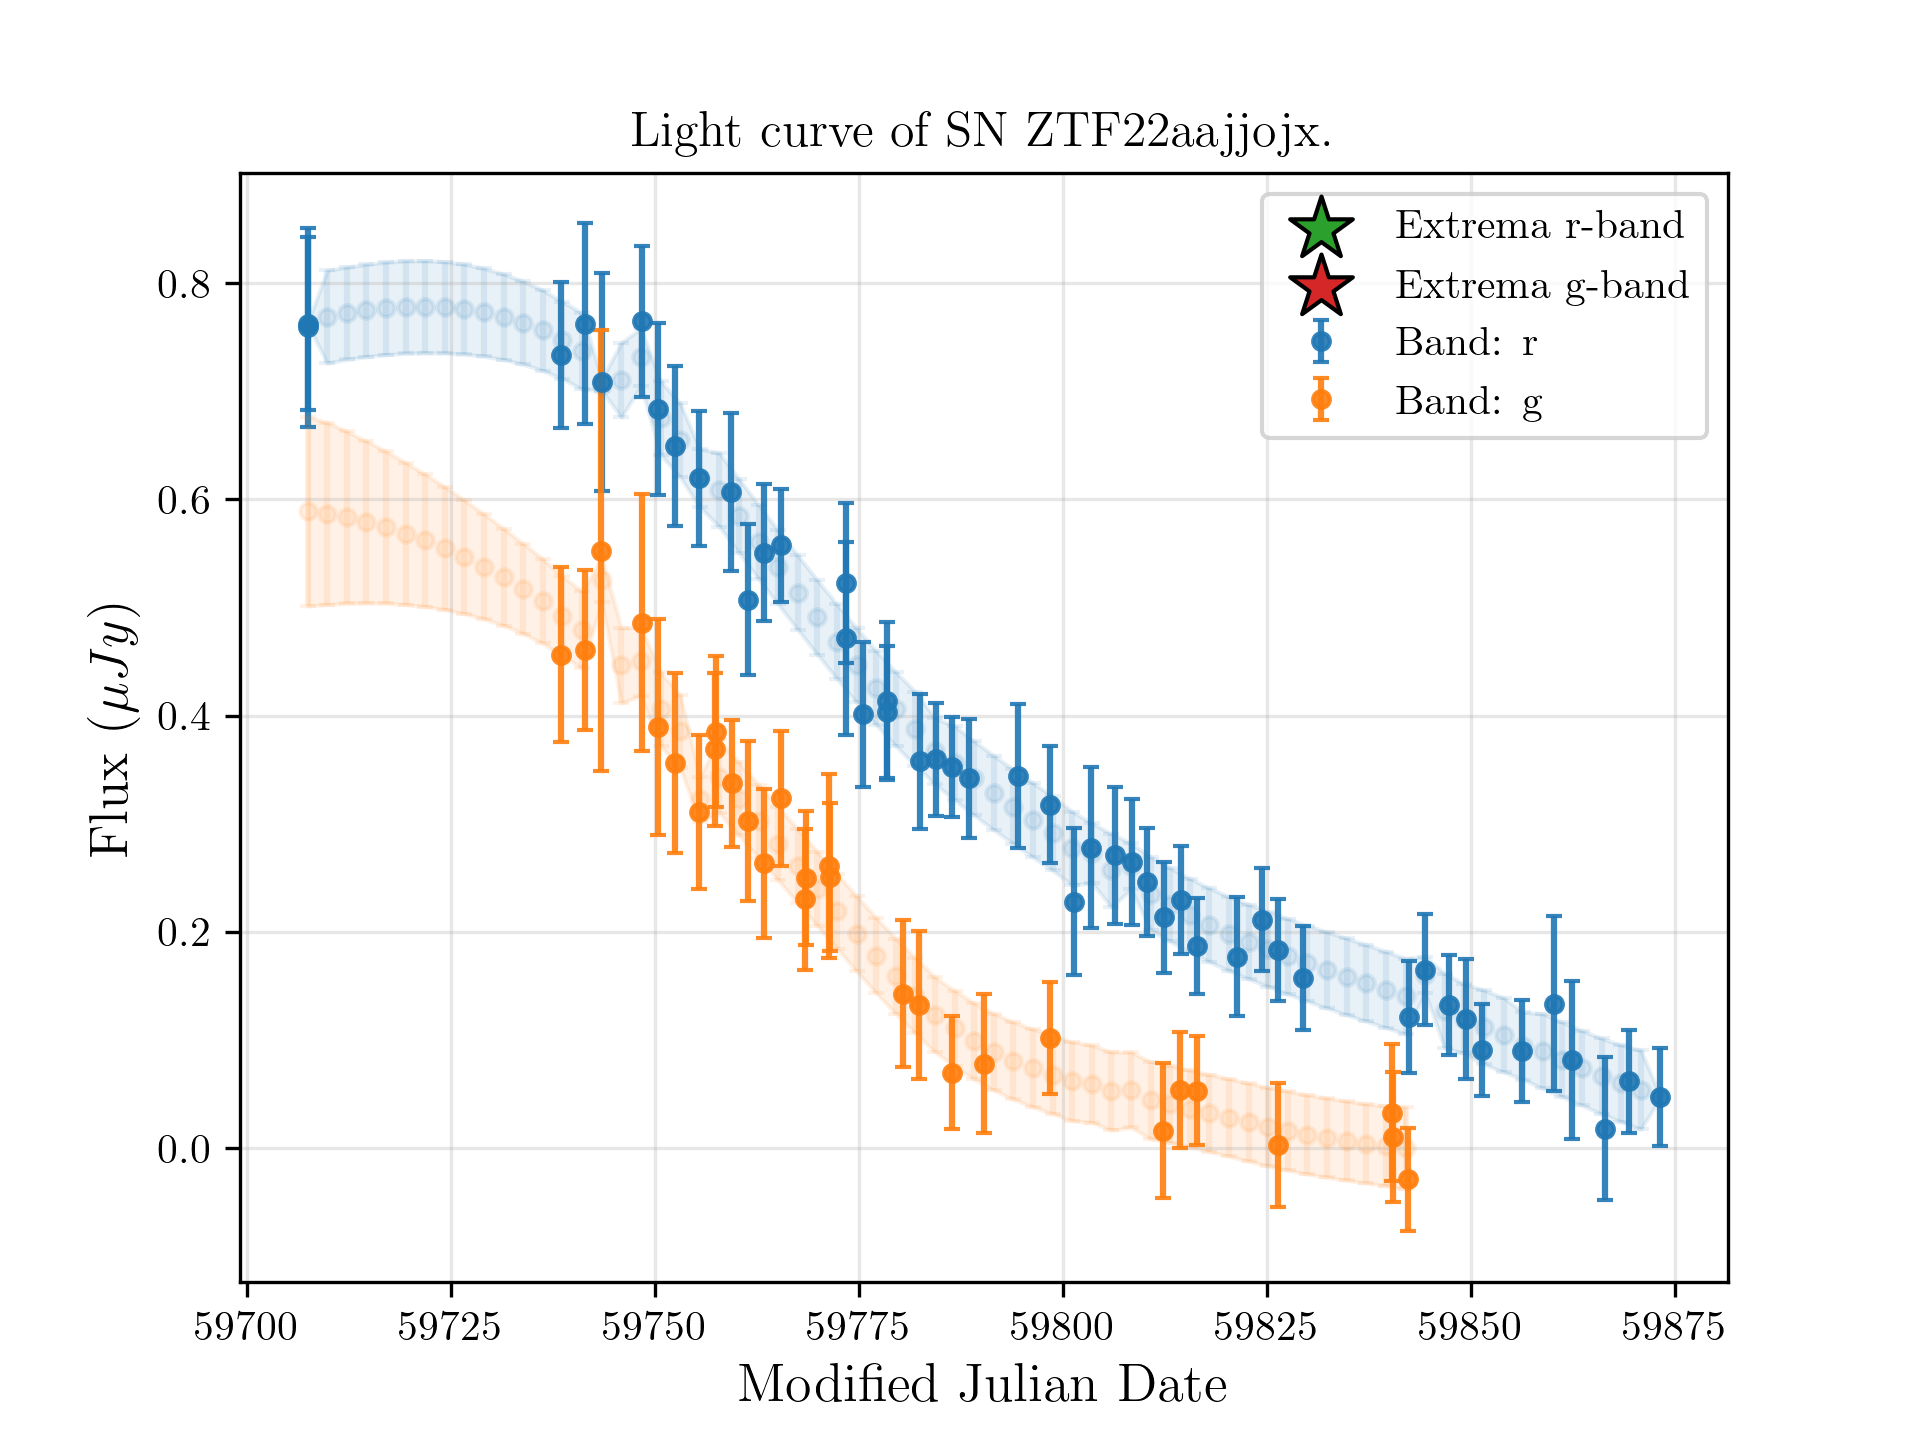 Light curve of SN ZTF22aajjojx.
Extrema r-band
Extrema g-band
Band: r
Band: g
Flux (μJy)
0.8
0.6
0.4
0.2
0.0
59700 59725 59750 59775 59800 59825 59850 59875
Modified Julian Date